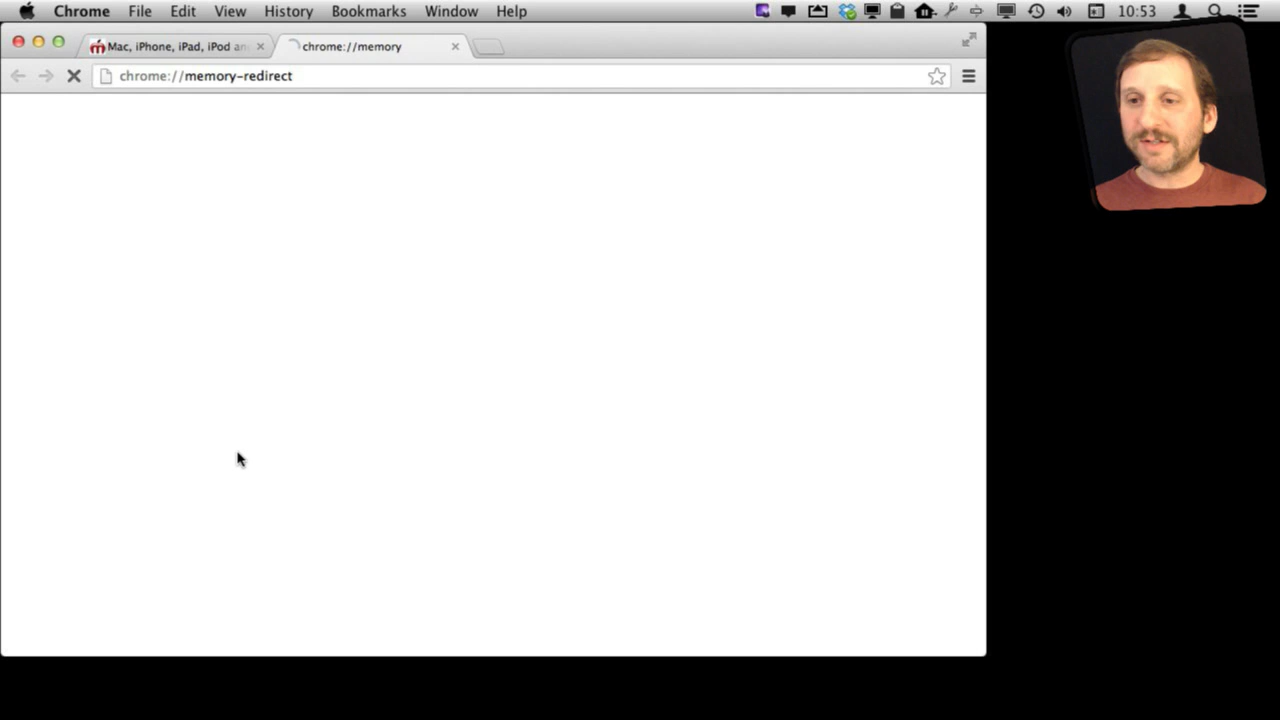 Chrome File Edit View History Bookmarks Window Help 10:53
Mac, iPhone, iPad, iPod an chrome://memory
chrome://memory-redirect